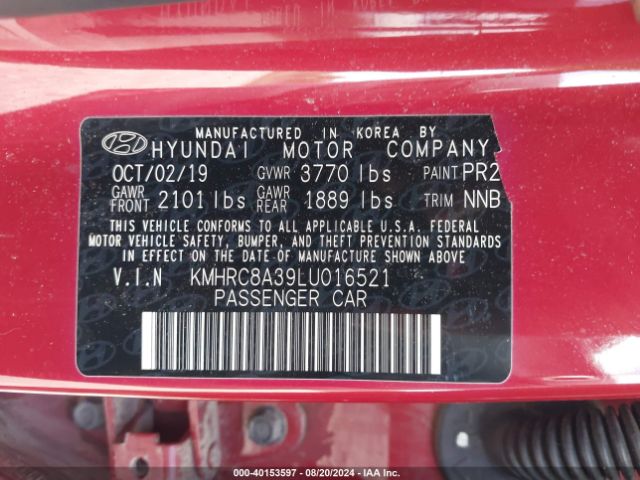 MANUFACTURED IN KOREA BY
HYUNDAI MOTOR COMPANY
OCT/02/19 GVWR 3770 lbs PAINT PR2
GAWR FRONT 2101 lbs GAWR REAR 1889 lbs TRIM NNB
THIS VEHICLE CONFORMS TO ALL APPLICABLE U.S.A. FEDERAL
MOTOR VEHICLE SAFETY, BUMPER, AND THEFT PREVENTION STANDARDS
IN EFFECT ON THE DATE OF MANUFACTURE SHOWN ABOVE.
V.I.N KMHRC8A39LU016521
PASSENGER CAR
000-40153597 - 08/20/2024 - IAA Inc.